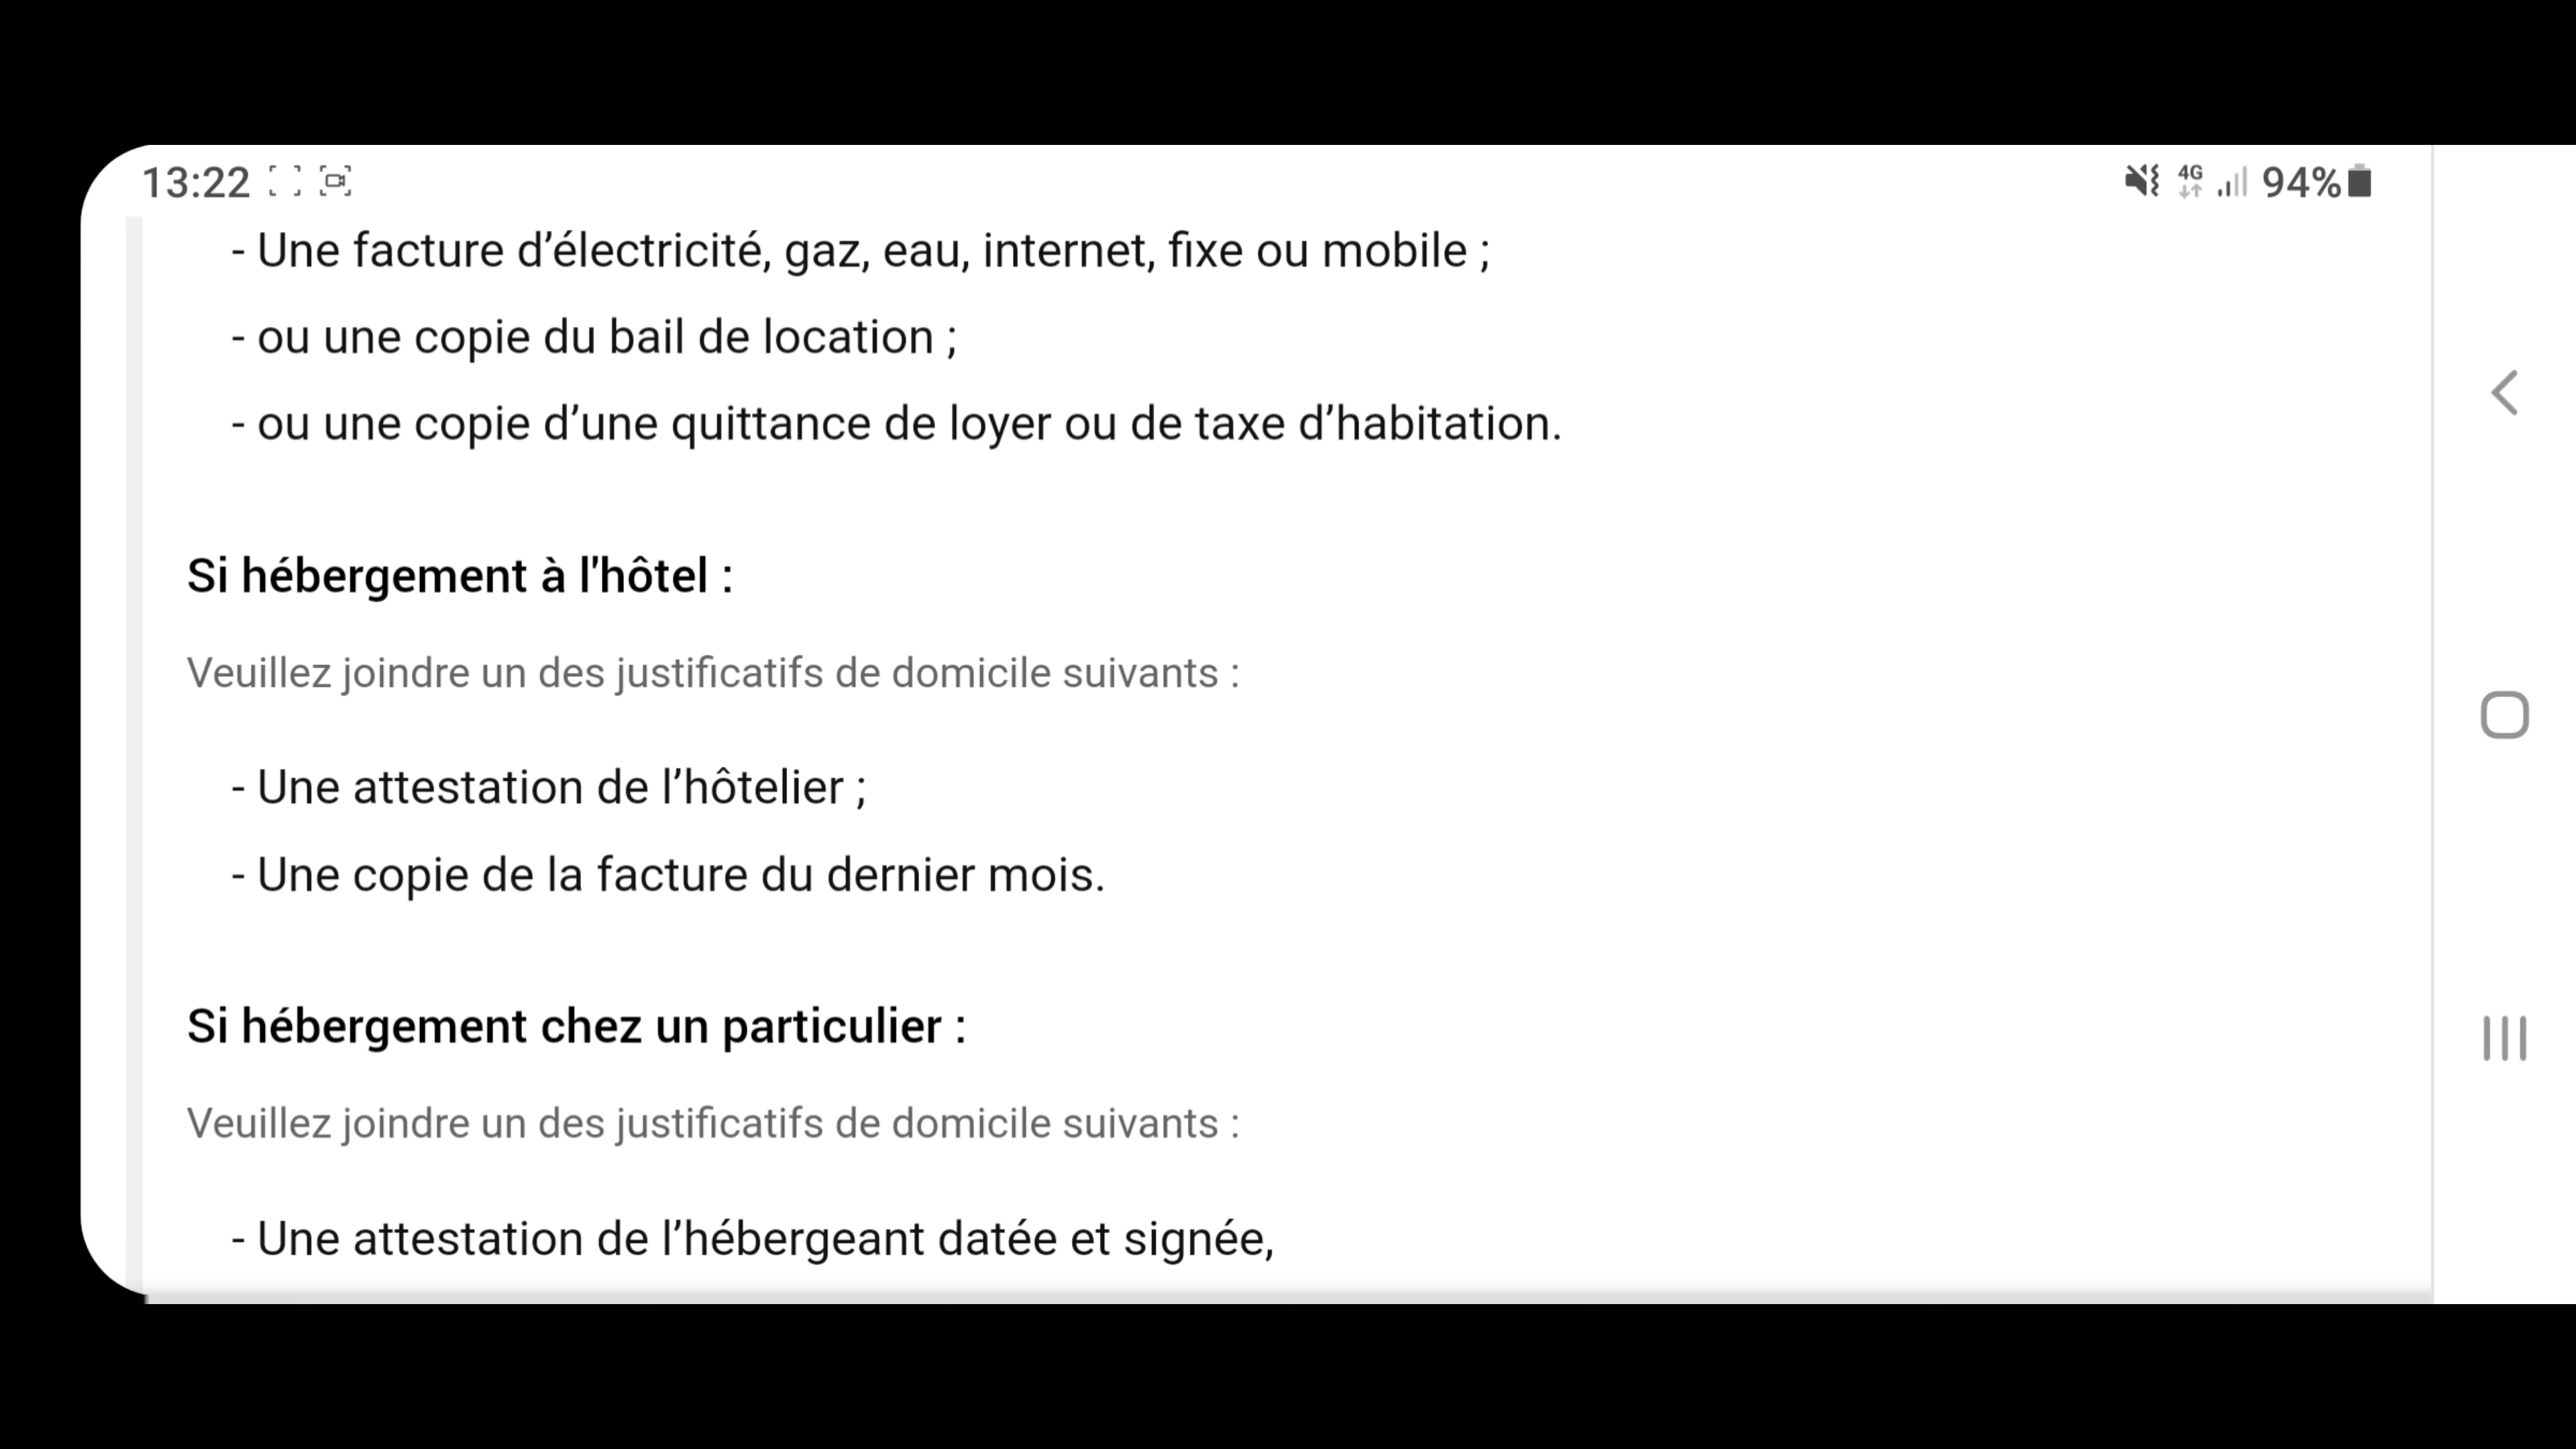 13:22 4G 94%
- Une facture d’électricité, gaz, eau, internet, fixe ou mobile ;
- ou une copie du bail de location ;
- ou une copie d’une quittance de loyer ou de taxe d’habitation.
Si hébergement à l'hôtel :
Veuillez joindre un des justificatifs de domicile suivants :
- Une attestation de l’hôtelier ;
- Une copie de la facture du dernier mois.
Si hébergement chez un particulier :
Veuillez joindre un des justificatifs de domicile suivants :
- Une attestation de l’hébergeant datée et signée,